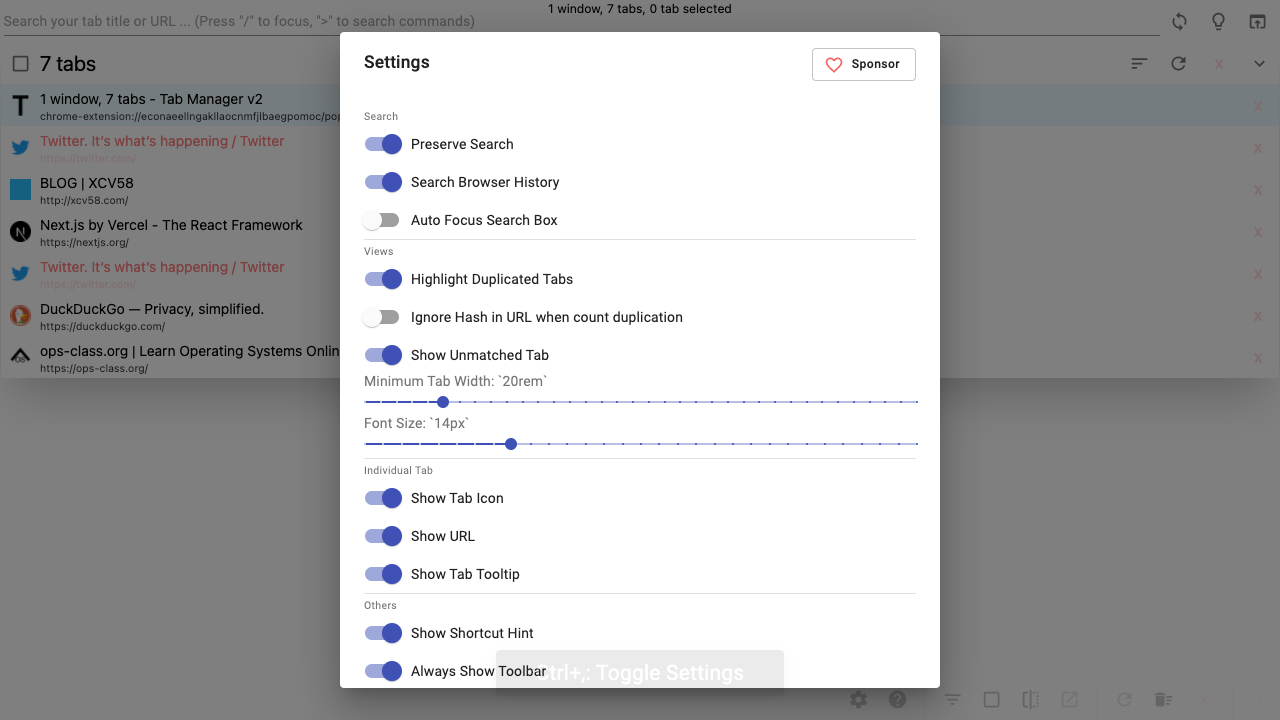 1 window, 7 tabs, 0 tab selected
Search your tab title or URL ... (Press "/" to focus, ">" to search commands)
7 tabs
X
1 window, 7 tabs - Tab Manager v2
chrome-extension://econaeellngakllaocnmfjlbaegpomoc/pop
X
Twitter. It's what's happening / Twitter
https://twitter.com/
X
BLOG | XCV58
http://xcv58.com/
X
Next.js by Vercel - The React Framework
https://nextjs.org/
X
Twitter. It's what's happening / Twitter
https://twitter.com/
X
DuckDuckGo — Privacy, simplified.
https://duckduckgo.com/
X
ops-class.org | Learn Operating Systems Onlin
https://ops-class.org/
X
Settings
Sponsor
Search
Preserve Search
Search Browser History
Auto Focus Search Box
Views
Highlight Duplicated Tabs
Ignore Hash in URL when count duplication
Show Unmatched Tab
Minimum Tab Width: `20rem`
Font Size: `14px`
Individual Tab
Show Tab Icon
Show URL
Show Tab Tooltip
Others
Show Shortcut Hint
Always Show Toolbar
Ctrl+,: Toggle Settings